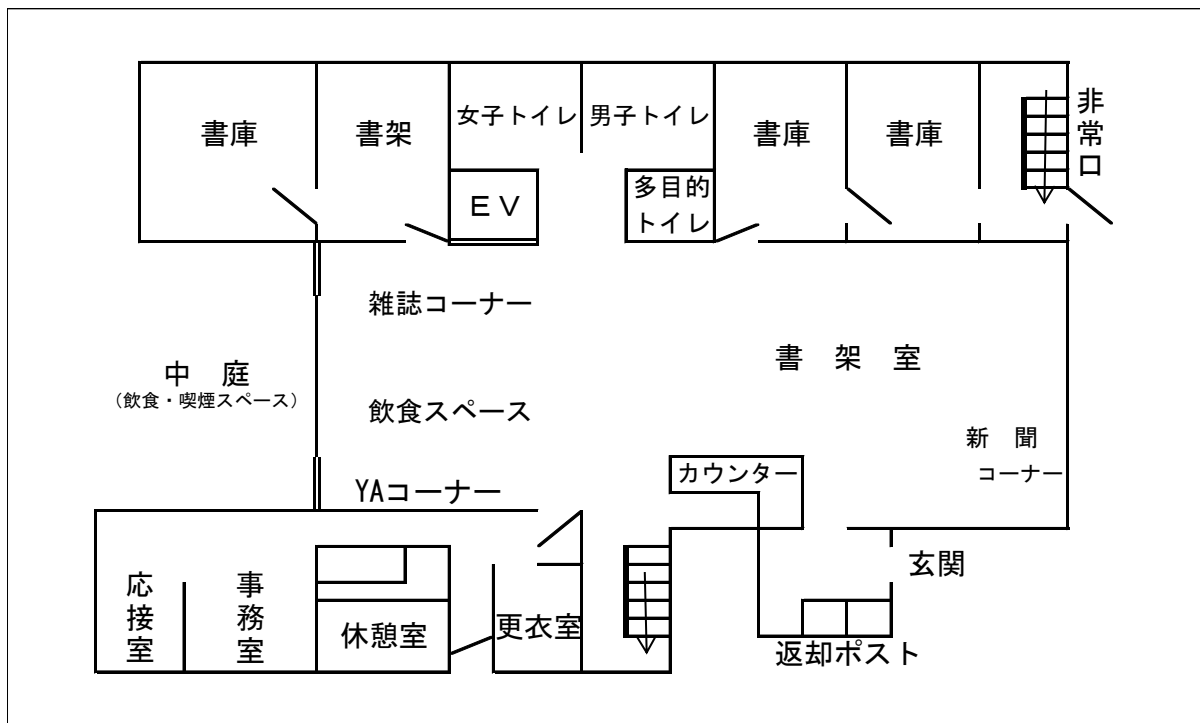 書庫
書架
女子トイレ
男子トイレ
書庫
書庫
非常口
ＥＶ
多目的
トイレ
雑誌コーナー
書　架　室
中　庭
（飲食・喫煙スペース）
飲食スペース
新　聞
コーナー
カウンター
YAコーナー
玄関
応接室
事務室
休憩室
更衣室
返却ポスト